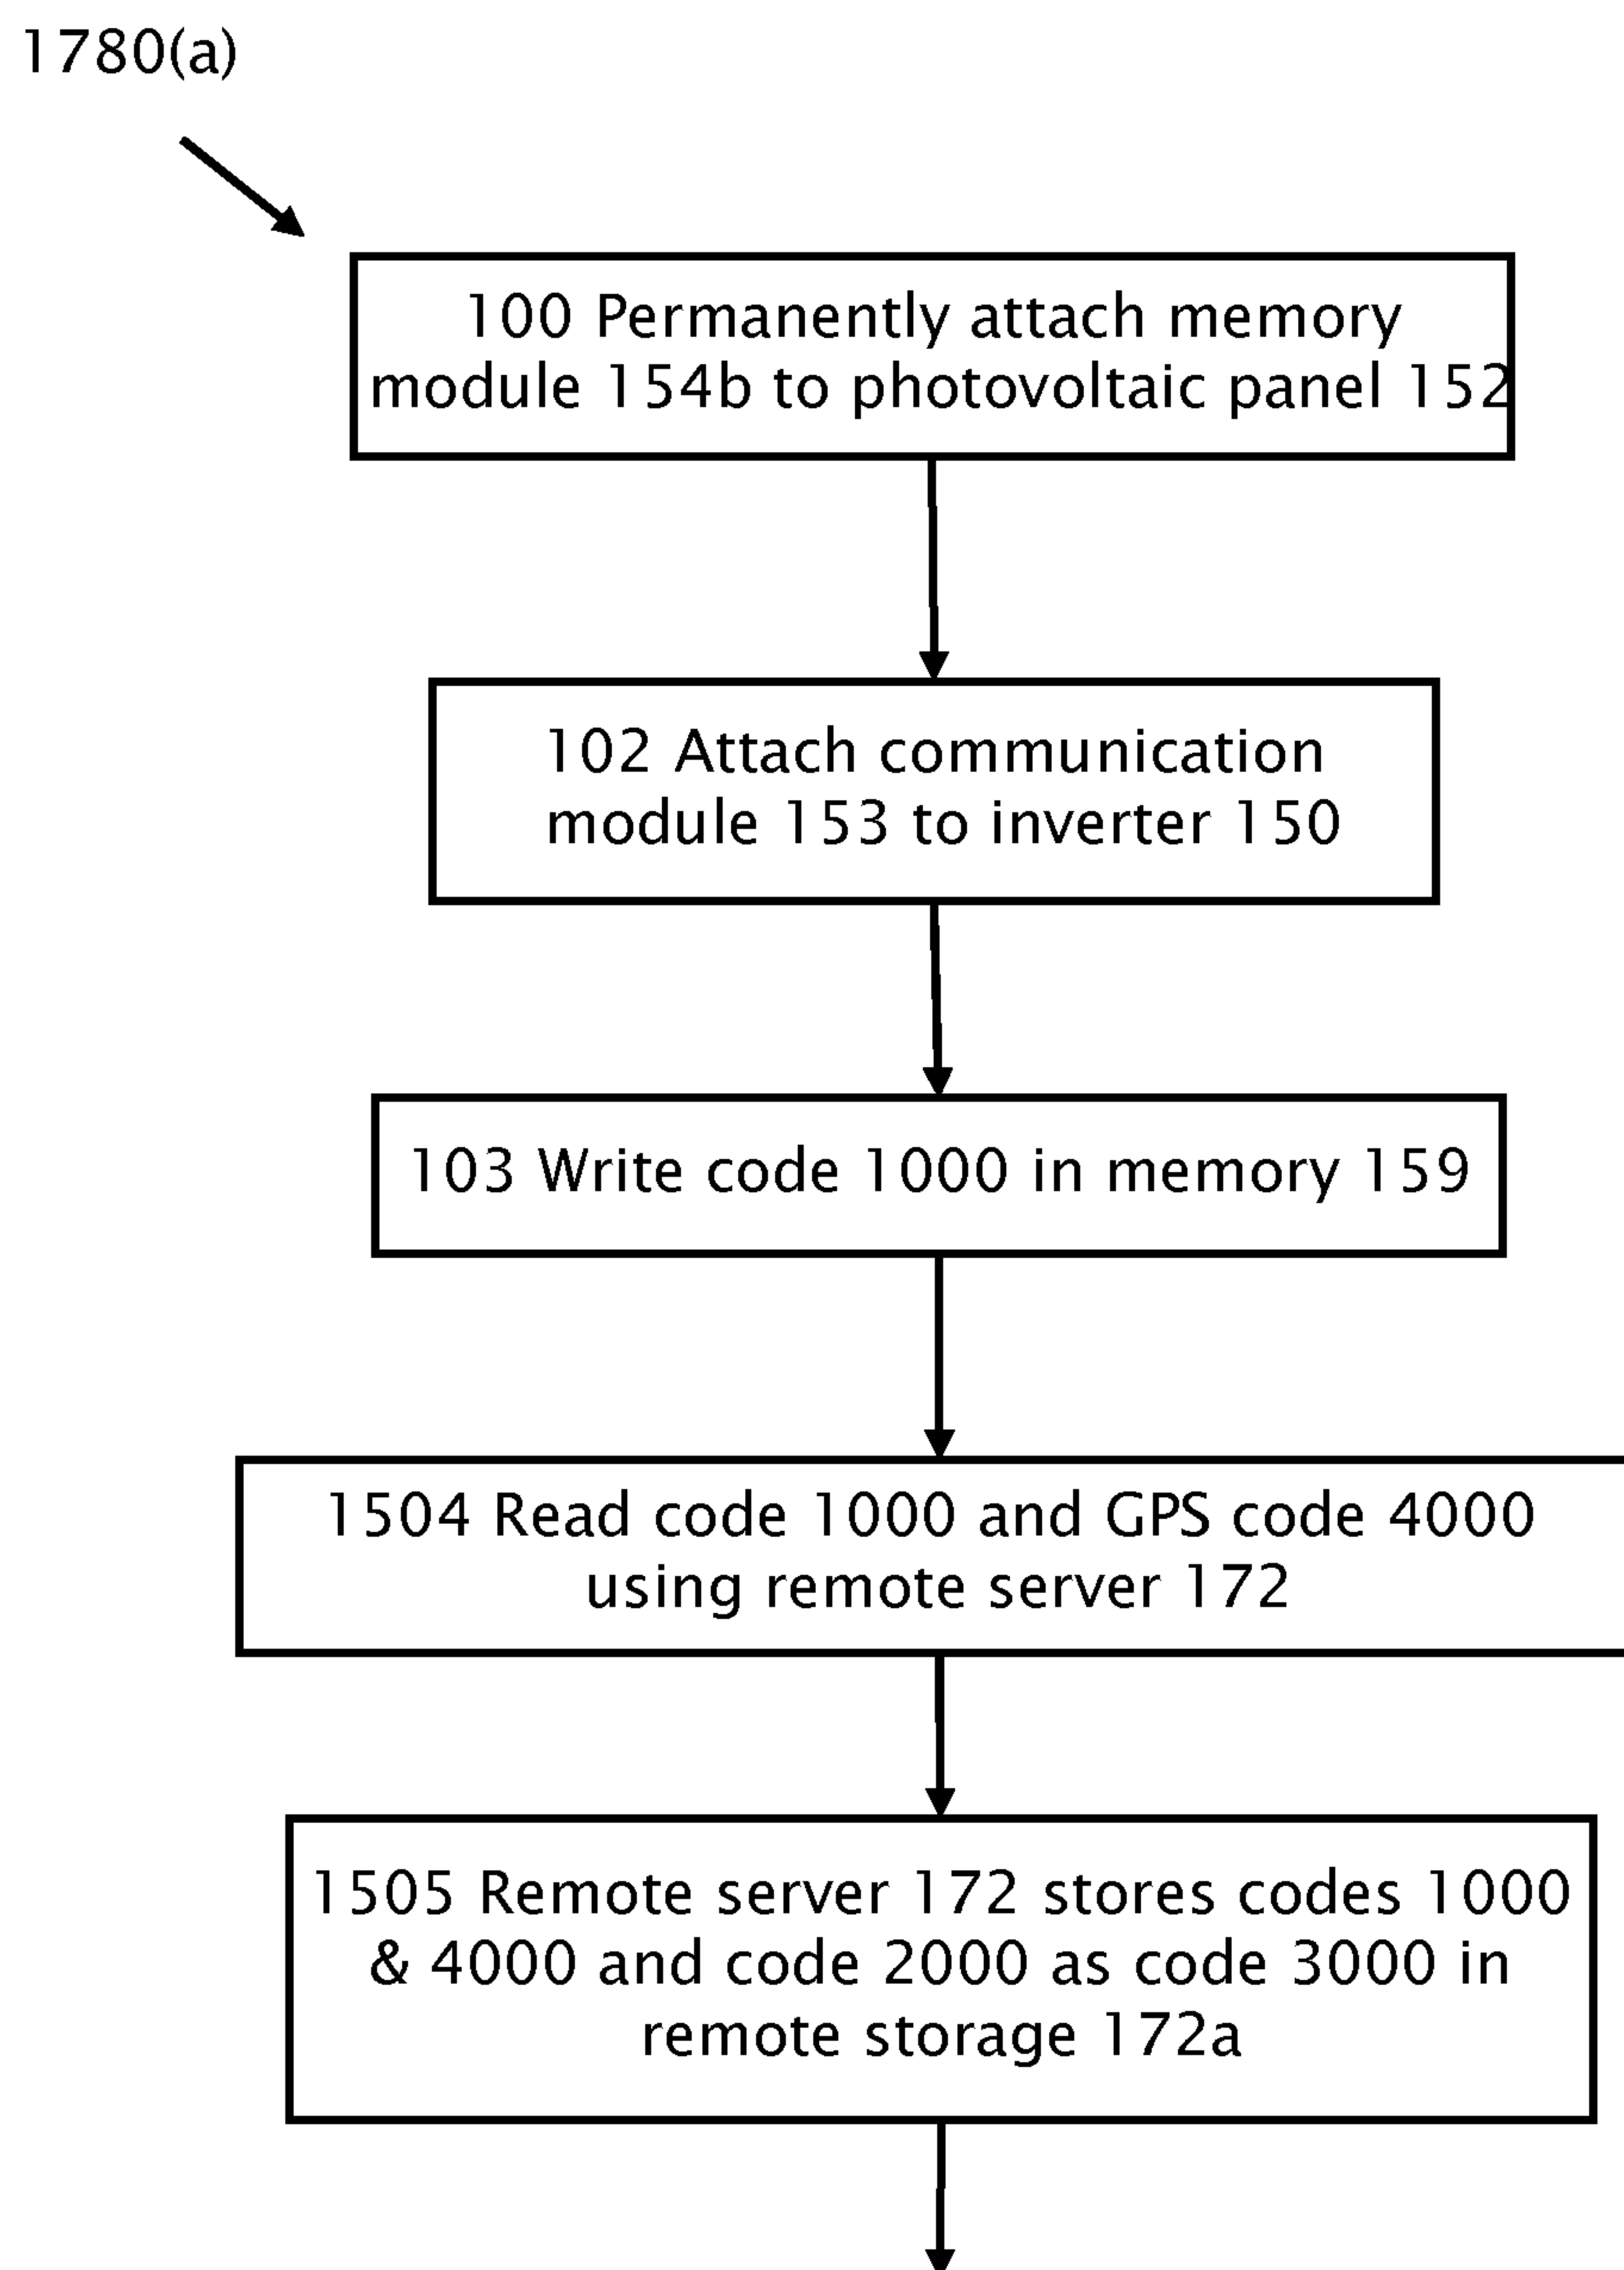 1780(a)
100 Permanently attach memory
module 154b to photovoltaic panel 152
102 Attach communication
module 153 to inverter 150
103 Write code 1000 in memory 159
1504 Read code 1000 and GPS code 4000
using remote server 172
1505 Remote server 172 stores codes 1000
& 4000 and code 2000 as code 3000 in
remote storage 172a